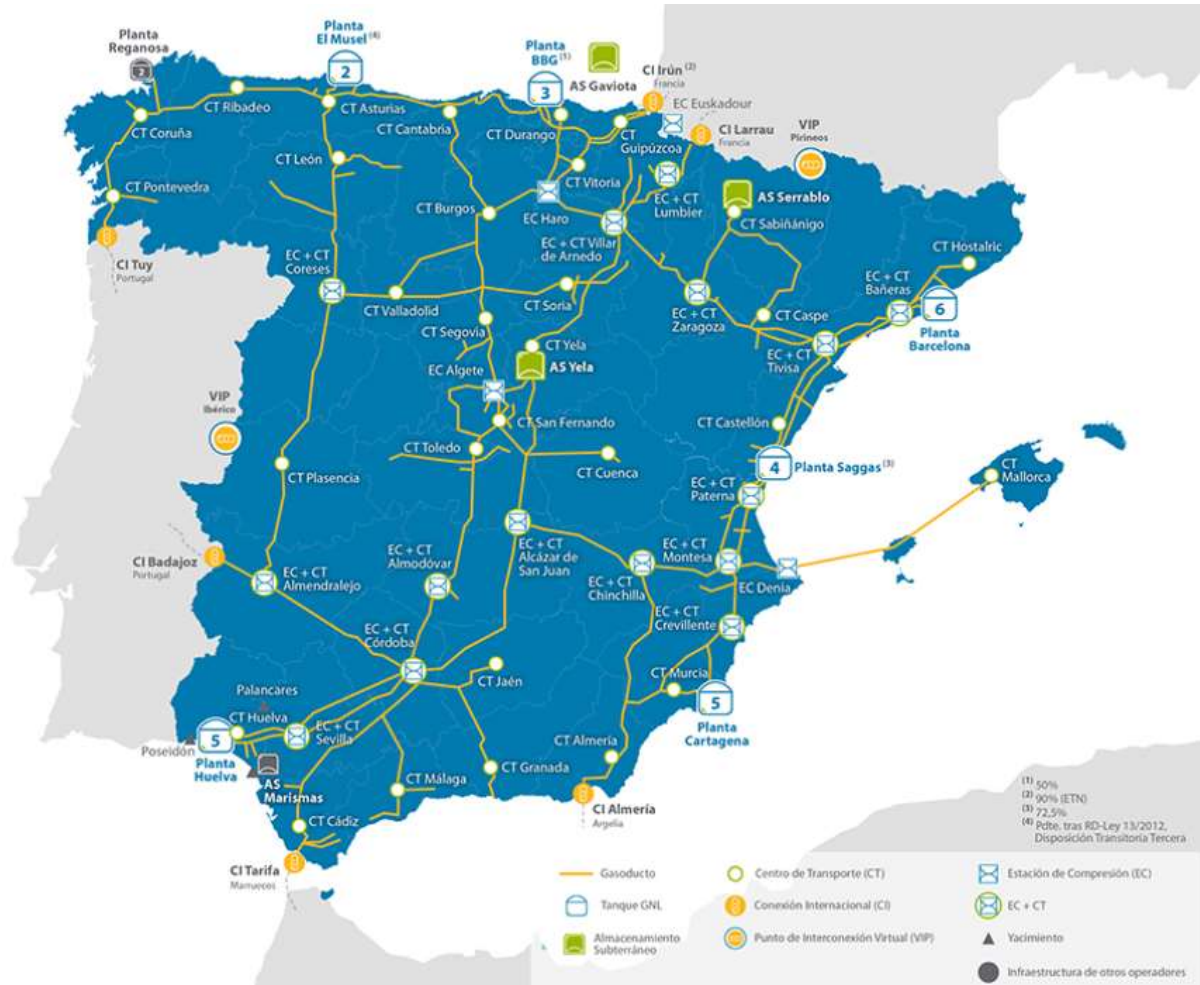 Planta
Reganosa
2
Planta
El Musel (4)
2
Planta
BBG (1)
3
AS Gaviota
CI Irún (2)
Francia
EC Euskadour
CI Larrau
Francia
VIP
Pirineos
CT Ribadeo
CT Asturias
CT Cantabria
CT Durango
CT
Guipúzcoa
CT Coruña
CT León
CT Vitoria
CT Pontevedra
CT Burgos
EC Haro
EC + CT
Lumbier
AS Serrablo
CT Sabiñánigo
CI Tuy
Portugal
EC + CT
Coreses
EC + CT Villar
de Arnedo
CT Hostalric
EC + CT
Bañeras
CT Valladolid
CT Soria
EC + CT
Zaragoza
CT Caspe
6
Planta
Barcelona
CT Segovia
CT Yela
AS Yela
EC + CT
Tivisa
EC Algete
VIP
Ibérico
CT San Fernando
CT Castellón
CT Toledo
CT Cuenca
4
Planta Saggas (3)
CT
Mallorca
CT Plasencia
EC + CT
Paterna
CI Badajoz
Portugal
EC + CT
Almendralejo
EC + CT
Almodóvar
EC + CT
Alcázar de
San Juan
EC + CT
Chinchilla
EC + CT
Montesa
EC Denia
EC + CT
Crevillente
EC + CT
Córdoba
CT Jaén
CT Murcia
5
Planta
Cartagena
Palancares
CT Huelva
Poseidón
5
Planta
Huelva
EC + CT
Sevilla
AS
Marismas
CT Almería
CT Granada
CT Málaga
CI Almería
Argelia
CT Cádiz
CI Tarifa
Marruecos
(1) 50%
(2) 90% (ETN)
(3) 72,5%
(4) Pdte. tras RD-Ley 13/2012,
Disposición Transitoria Tercera
Gasoducto
Centro de Transporte (CT)
Estación de Compresión (EC)
Tanque GNL
Conexión Internacional (CI)
EC + CT
Almacenamiento
Subterráneo
Punto de Interconexión Virtual (VIP)
Yacimiento
Infraestructura de otros operadores